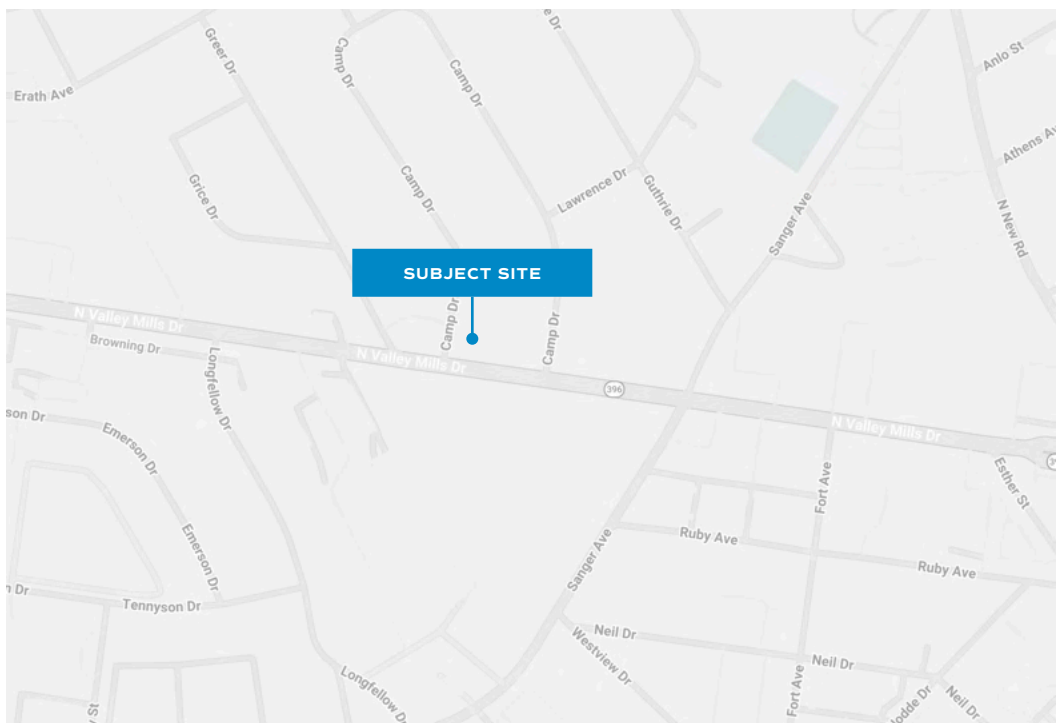 Greer Dr
Camp Dr
Camp Dr
Anlo St
Erath Ave
Athens Av
Grice Dr
Camp Dr
Lawrence Dr
Guthrie Dr
Sanger Ave
N New Rd
SUBJECT SITE
N Valley Mills Dr
Browning Dr
Longfellow Dr
Camp Dr
N Valley Mills Dr
Camp Dr
396
N Valley Mills Dr
son Dr
Emerson Dr
Fort Ave
Esther St
Emerson Dr
Sanger Ave
Ruby Ave
Ruby Ave
n Dr
Tennyson Dr
Neil Dr
Westview Dr
Neil Dr
Longfellow D
Fort Ave
odde Dr
Neil Dr
St